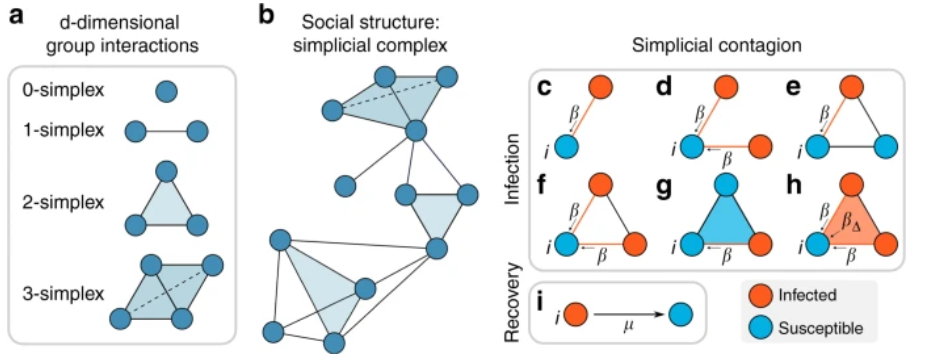 a
d-dimensional
group interactions
0-simplex
1-simplex
2-simplex
3-simplex
b
Social structure:
simplicial complex
Simplicial contagion
Infection
c
β
i
d
β
i
β
e
β
i
f
β
i
β
g
i
β
h
β
β∆
i
β
Recovery
i
i
μ
Infected
Susceptible